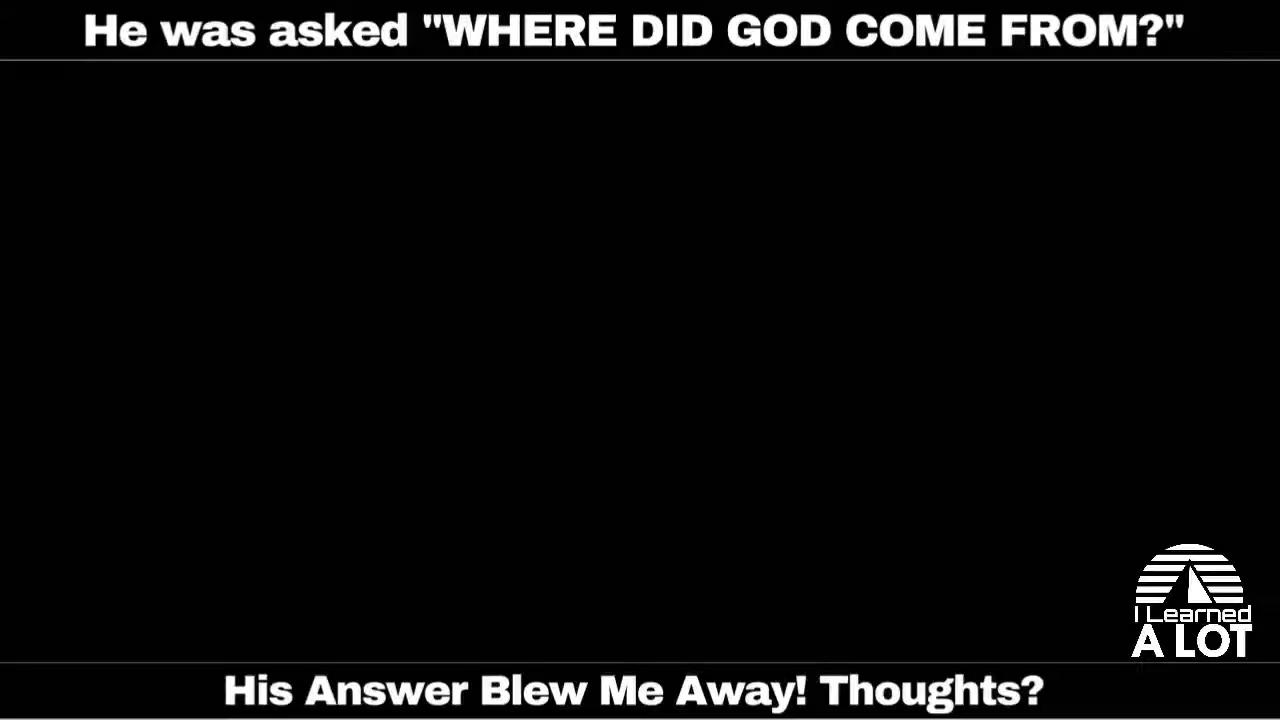 He was asked "WHERE DID GOD COME FROM?"
I Learned
A LOT
His Answer Blew Me Away! Thoughts?